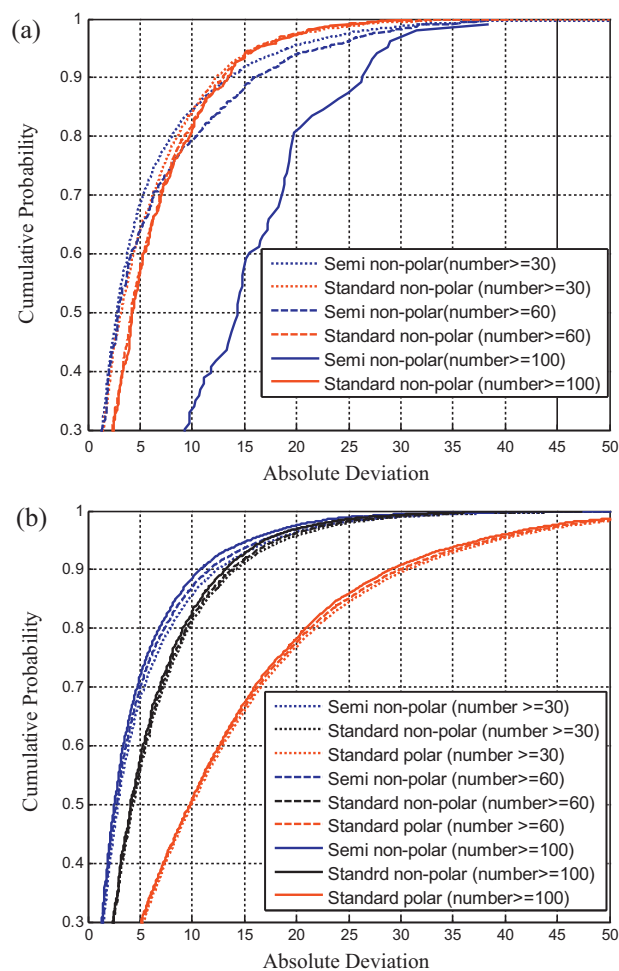 (a)
1
0.9
0.8
0.7
0.6
0.5
0.4
0.3
Cumulative Probability
Semi non-polar(number>=30)
Standard non-polar (number>=30)
Semi non-polar(number>=60)
Standard non-polar (number>=60)
Semi non-polar(number>=100)
Standard non-polar (number>=100)
0 5 10 15 20 25 30 35 40 45 50
Absolute Deviation
(b)
1
0.9
0.8
0.7
0.6
0.5
0.4
0.3
Cumulative Probability
Semi non-polar (number >=30)
Standard non-polar (number >=30)
Standard polar (number >=30)
Semi non-polar (number>=60)
Standard non-polar (number>=60)
Standard polar (number >=60)
Semi non-polar (number>=100)
Standrd non-polar (number>=100)
Standard polar (number>=100)
0 5 10 15 20 25 30 35 40 45 50
Absolute Deviation